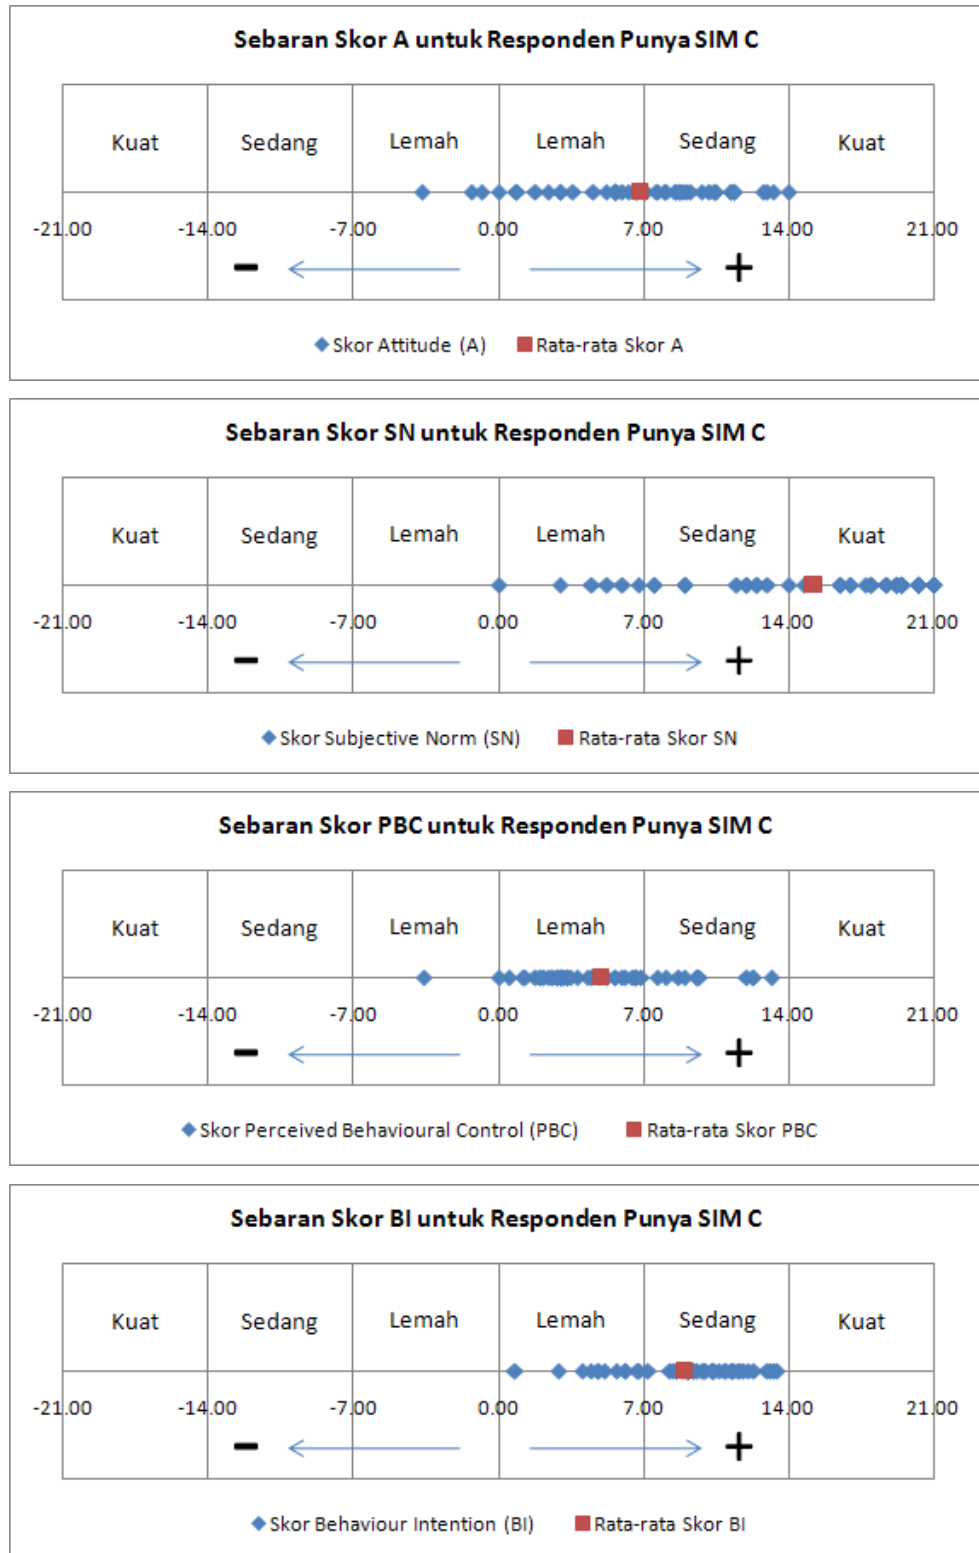 Sebaran Skor A untuk Responden Punya SIM C
Kuat Sedang Lemah Lemah Sedang Kuat
-21.00 -14.00 -7.00 0.00 7.00 14.00 21.00
− +
Skor Attitude (A) Rata-rata Skor A
Sebaran Skor SN untuk Responden Punya SIM C
Kuat Sedang Lemah Lemah Sedang Kuat
-21.00 -14.00 -7.00 0.00 7.00 14.00 21.00
− +
Skor Subjective Norm (SN) Rata-rata Skor SN
Sebaran Skor PBC untuk Responden Punya SIM C
Kuat Sedang Lemah Lemah Sedang Kuat
-21.00 -14.00 -7.00 0.00 7.00 14.00 21.00
− +
Skor Perceived Behavioural Control (PBC) Rata-rata Skor PBC
Sebaran Skor BI untuk Responden Punya SIM C
Kuat Sedang Lemah Lemah Sedang Kuat
-21.00 -14.00 -7.00 0.00 7.00 14.00 21.00
− +
Skor Behaviour Intention (BI) Rata-rata Skor BI